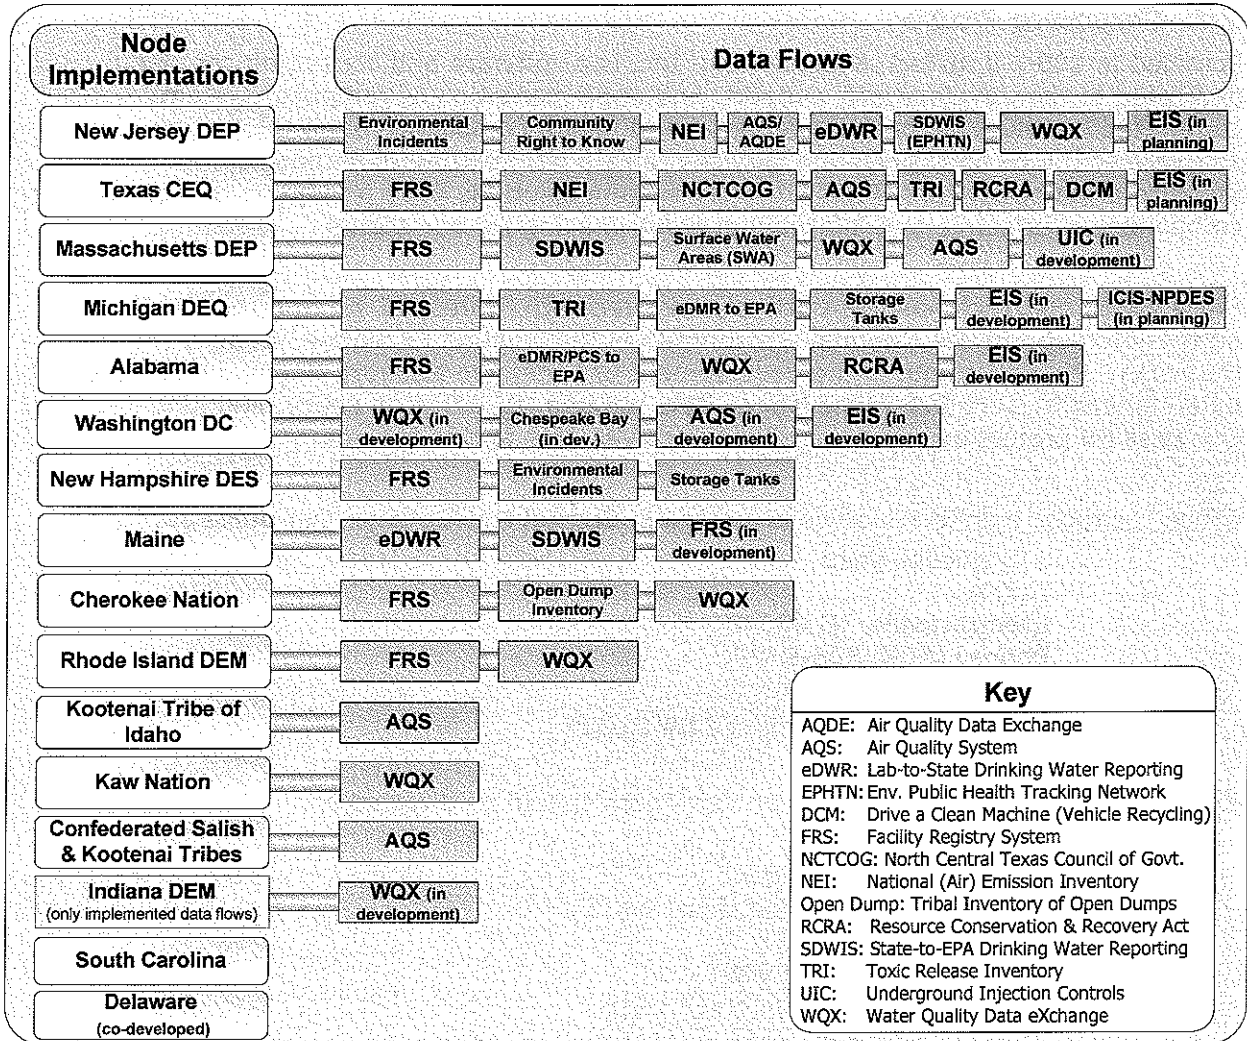 Node
Implementations
Data Flows
New Jersey DEP
Environmental
Incidents
Community
Right to Know
NEI
AQS/
AQDE
eDWR
SDWIS
(EPHTN)
WQX
EIS (in
planning)
Texas CEQ
FRS
NEI
NCTCOG
AQS
TRI
RCRA
DCM
EIS (in
planning)
Massachusetts DEP
FRS
SDWIS
Surface Water
Areas (SWA)
WQX
AQS
UIC (in
development)
Michigan DEQ
FRS
TRI
eDMR to EPA
Storage
Tanks
EIS (in
development)
ICIS-NPDES
(in planning)
Alabama
FRS
eDMR/PCS to
EPA
WQX
RCRA
EIS (in
development)
Washington DC
WQX (in
development)
Chespeake Bay
(in dev.)
AQS (in
development)
EIS (in
development)
New Hampshire DES
FRS
Environmental
Incidents
Storage Tanks
Maine
eDWR
SDWIS
FRS (in
development)
Cherokee Nation
FRS
Open Dump
Inventory
WQX
Rhode Island DEM
FRS
WQX
Kootenai Tribe of
Idaho
AQS
Kaw Nation
WQX
Confederated Salish
& Kootenai Tribes
AQS
Indiana DEM
(only implemented data flows)
WQX (in
development)
South Carolina
Delaware
(co-developed)
Key
AQDE: Air Quality Data Exchange
AQS: Air Quality System
eDWR: Lab-to-State Drinking Water Reporting
EPHTN: Env. Public Health Tracking Network
DCM: Drive a Clean Machine (Vehicle Recycling)
FRS: Facility Registry System
NCTCOG: North Central Texas Council of Govt.
NEI: National (Air) Emission Inventory
Open Dump: Tribal Inventory of Open Dumps
RCRA: Resource Conservation & Recovery Act
SDWIS: State-to-EPA Drinking Water Reporting
TRI: Toxic Release Inventory
UIC: Underground Injection Controls
WQX: Water Quality Data eXchange